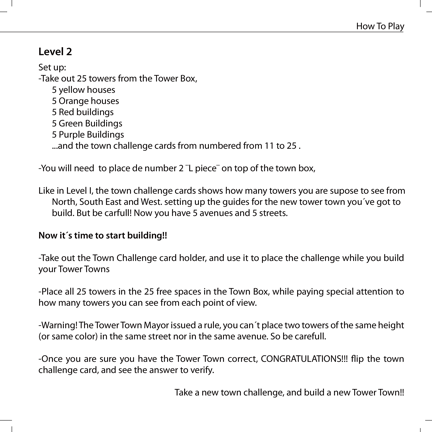 How To Play
Level 2
Set up:
-Take out 25 towers from the Tower Box,
5 yellow houses
5 Orange houses
5 Red buildings
5 Green Buildings
5 Purple Buildings
...and the town challenge cards from numbered from 11 to 25 .
-You will need  to place de number 2 ¨L piece¨ on top of the town box,
Like in Level I, the town challenge cards shows how many towers you are supose to see from
North, South East and West. setting up the guides for the new tower town you´ve got to
build. But be carfull! Now you have 5 avenues and 5 streets.
Now it´s time to start building!!
-Take out the Town Challenge card holder, and use it to place the challenge while you build
your Tower Towns
-Place all 25 towers in the 25 free spaces in the Town Box, while paying special attention to
how many towers you can see from each point of view.
-Warning! The Tower Town Mayor issued a rule, you can´t place two towers of the same height
(or same color) in the same street nor in the same avenue. So be carefull.
-Once you are sure you have the Tower Town correct, CONGRATULATIONS!!! flip the town
challenge card, and see the answer to verify.
Take a new town challenge, and build a new Tower Town!!